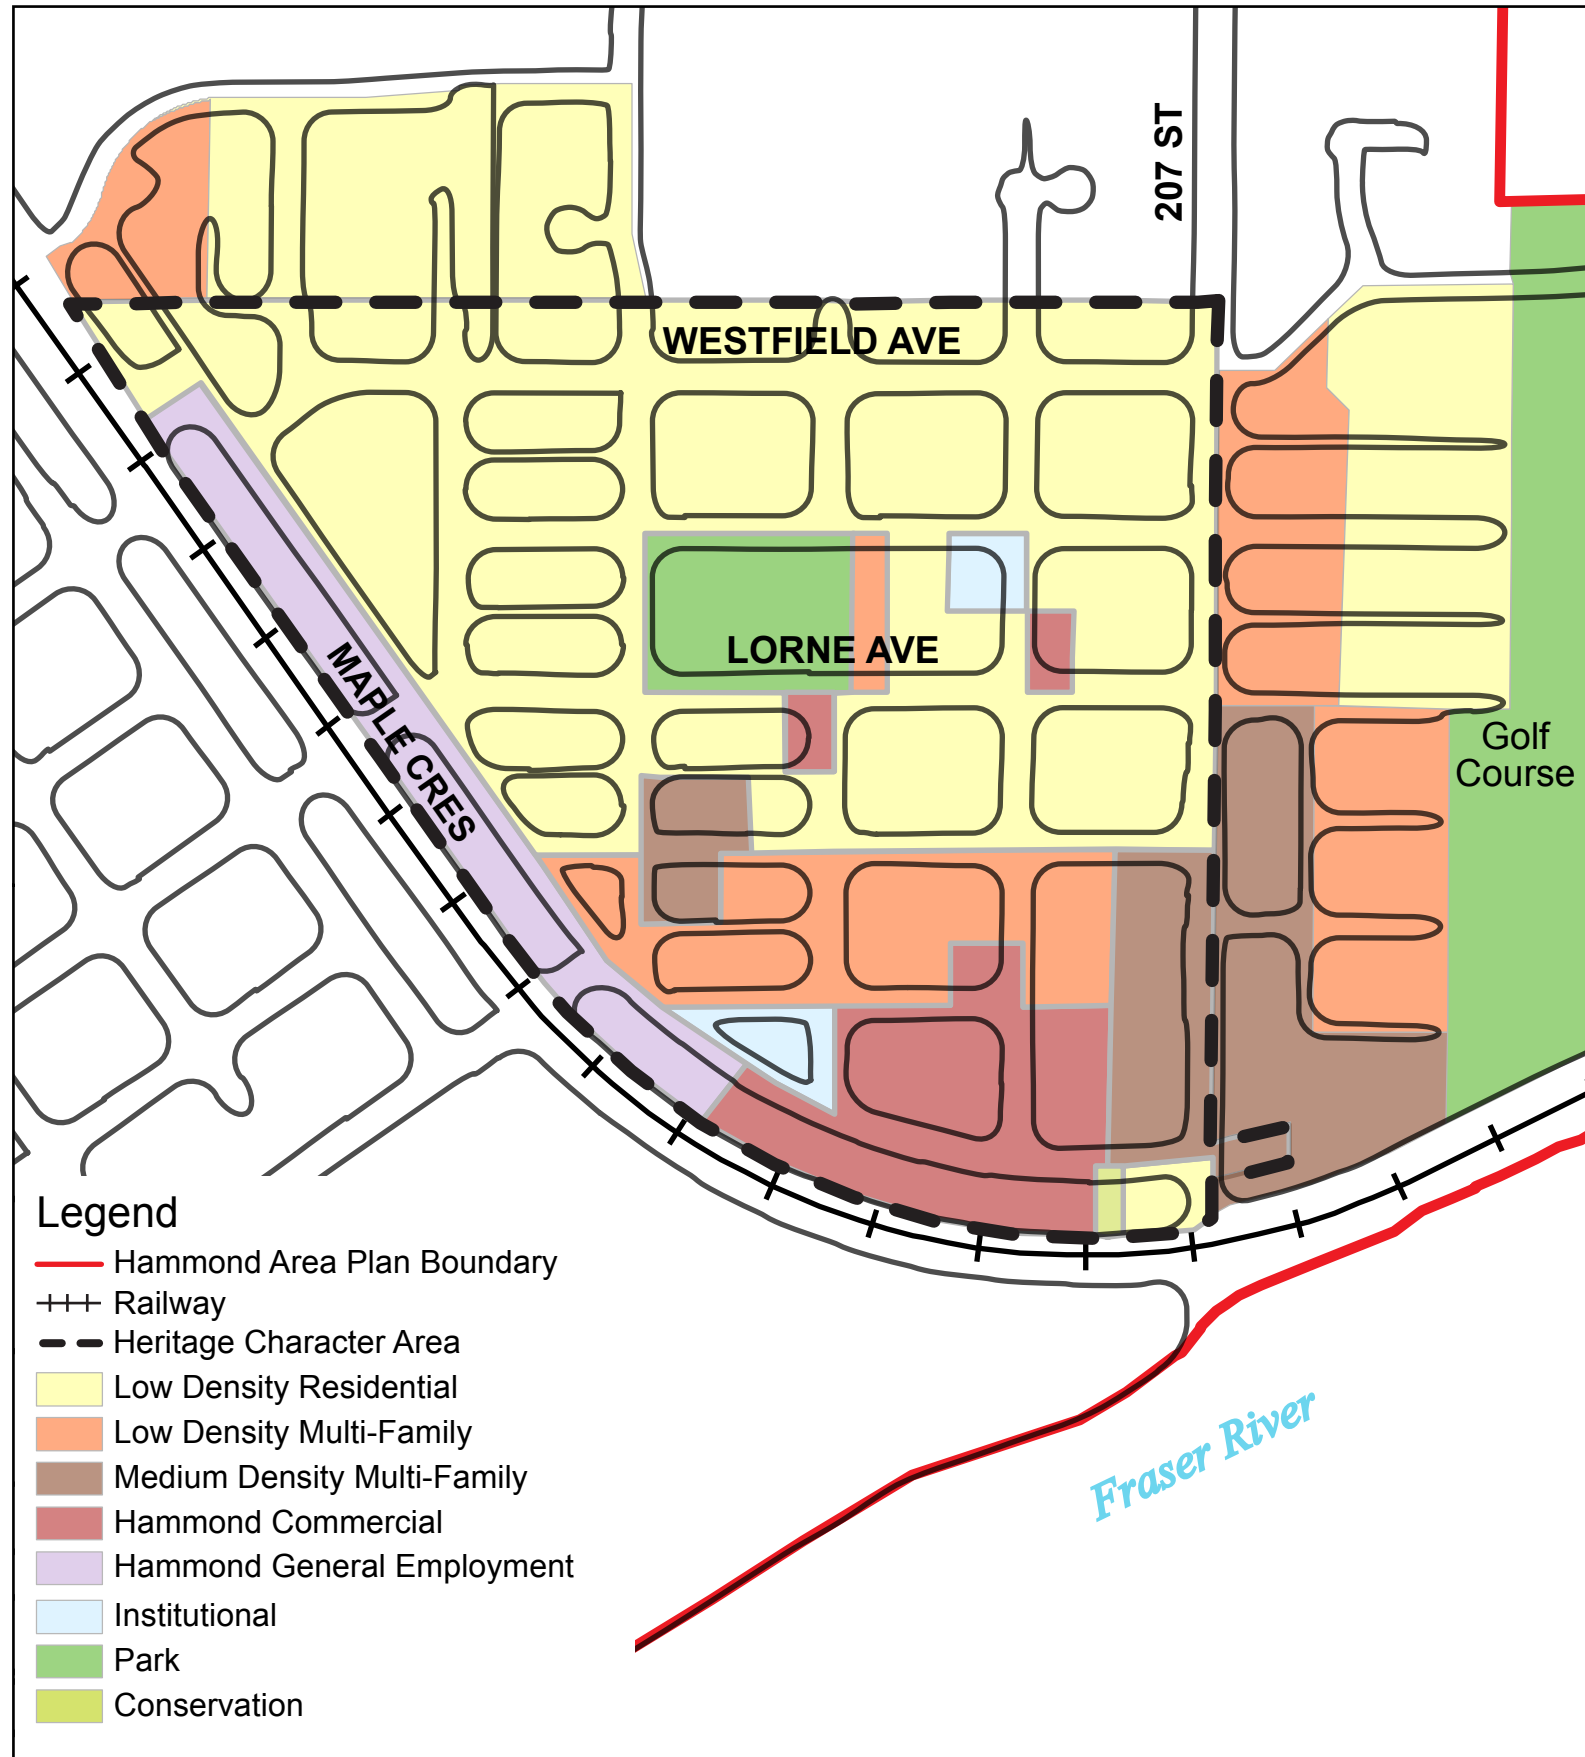 207 ST
WESTFIELD AVE
LORNE AVE
MAPLE CRES
Golf
Course
Legend
Hammond Area Plan Boundary
Railway
Heritage Character Area
Low Density Residential
Low Density Multi-Family
Medium Density Multi-Family
Hammond Commercial
Hammond General Employment
Institutional
Park
Conservation
Fraser River